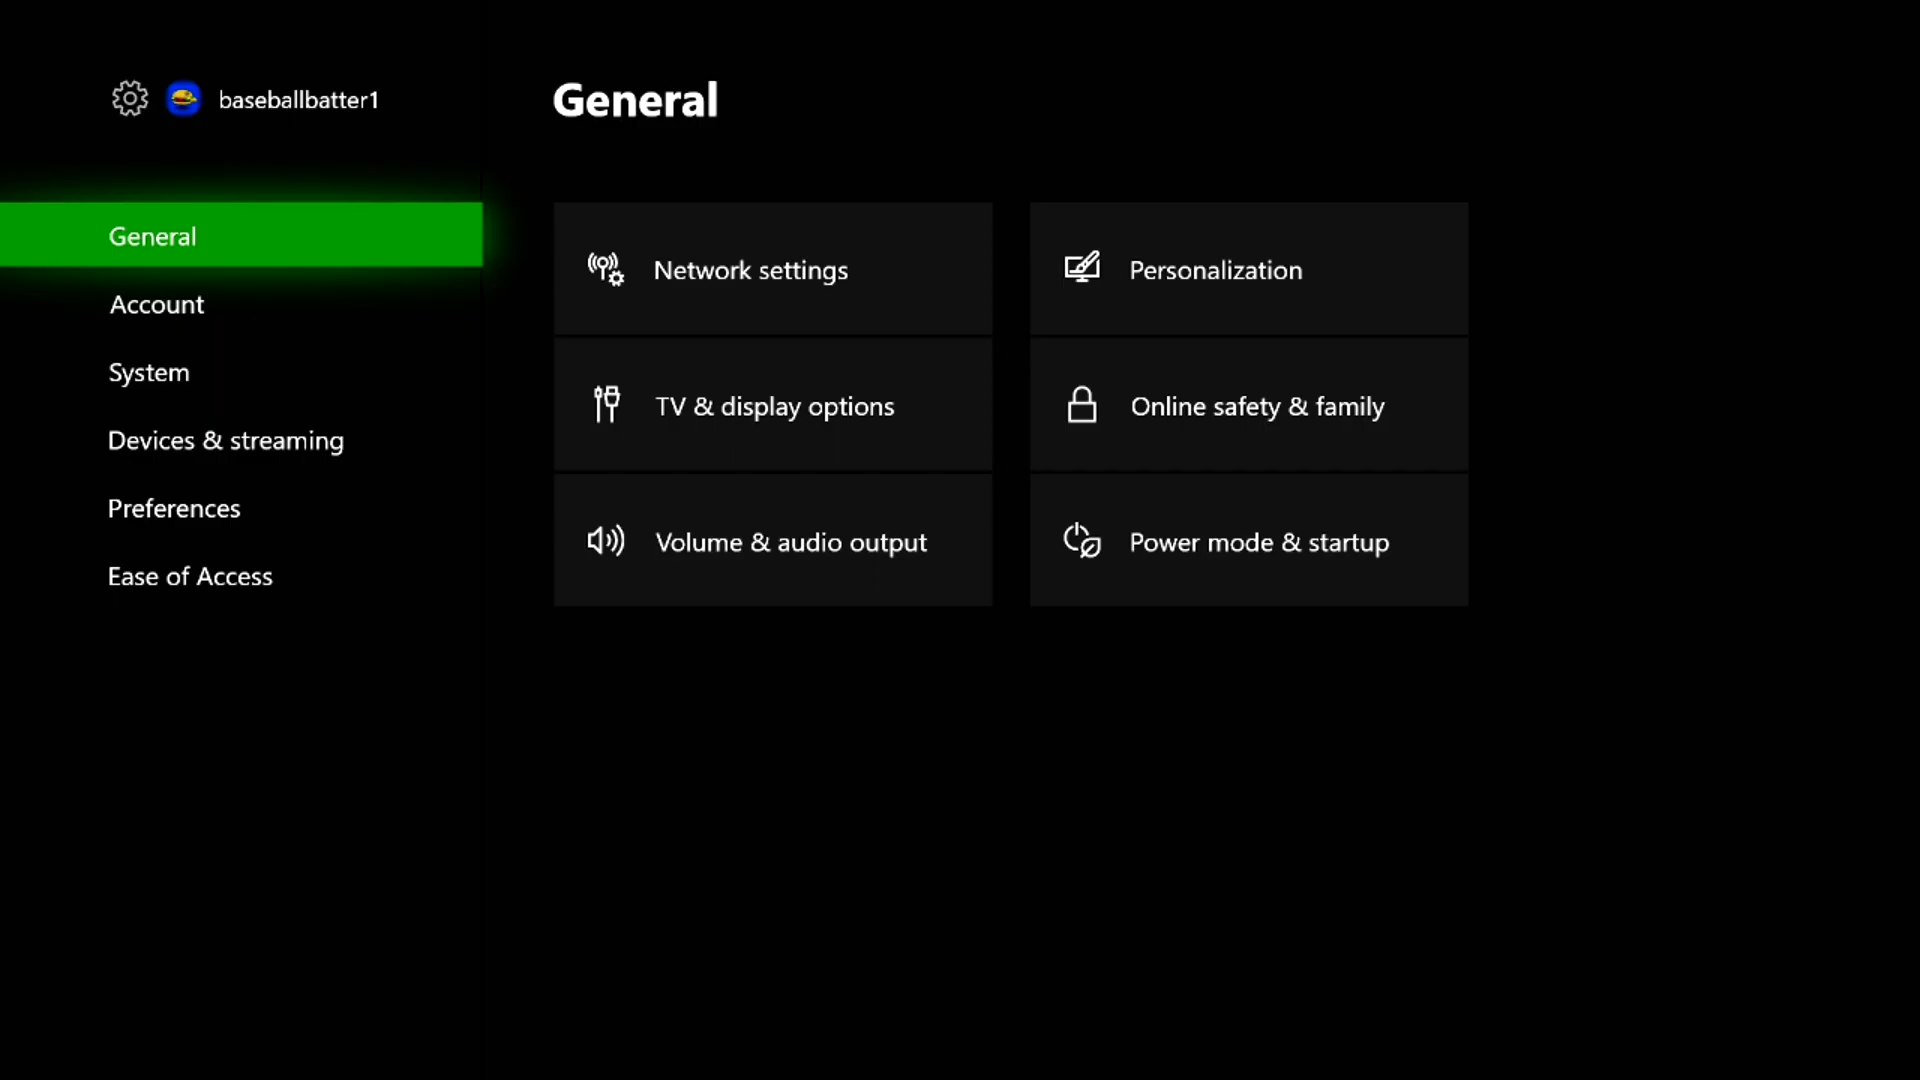 baseballbatter1
General
General
Account
System
Devices & streaming
Preferences
Ease of Access
Network settings
Personalization
TV & display options
Online safety & family
Volume & audio output
Power mode & startup